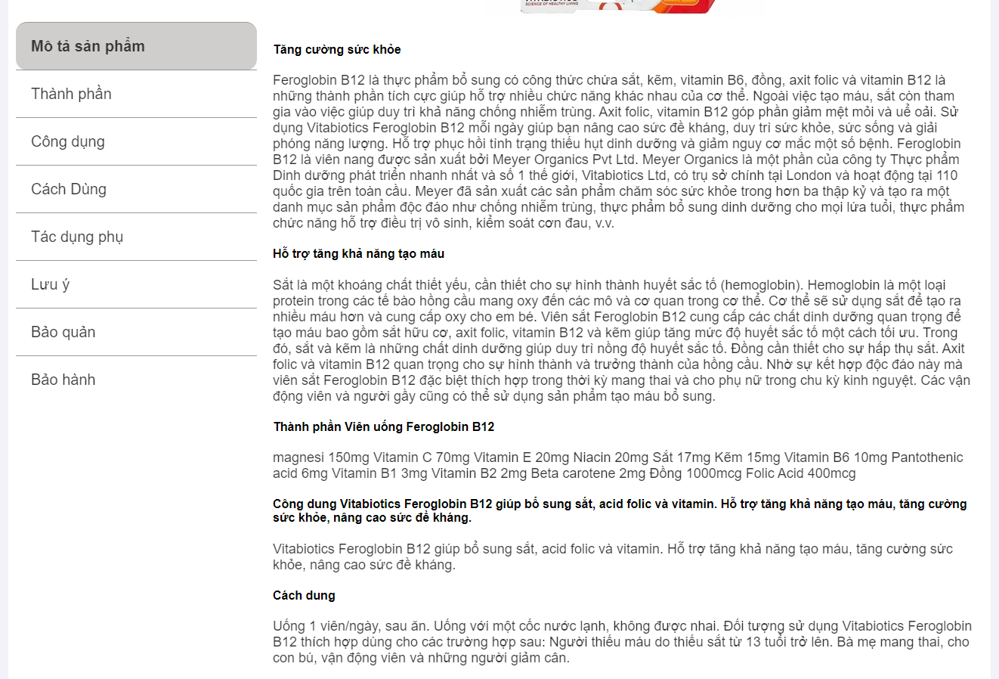 SCIENCE OF HEALTHY LIVING
Mô tả sản phẩm
Thành phần
Công dụng
Cách Dùng
Tác dụng phụ
Lưu ý
Bảo quản
Bảo hành
Tăng cường sức khỏe
Feroglobin B12 là thực phẩm bổ sung có công thức chứa sắt, kẽm, vitamin B6, đồng, axit folic và vitamin B12 là
những thành phần tích cực giúp hỗ trợ nhiều chức năng khác nhau của cơ thể. Ngoài việc tạo máu, sắt còn tham
gia vào việc giúp duy trì khả năng chống nhiễm trùng. Axit folic, vitamin B12 góp phần giảm mệt mỏi và uể oải. Sử
dụng Vitabiotics Feroglobin B12 mỗi ngày giúp bạn nâng cao sức đề kháng, duy trì sức khỏe, sức sống và giải
phóng năng lượng. Hỗ trợ phục hồi tình trạng thiếu hụt dinh dưỡng và giảm nguy cơ mắc một số bệnh. Feroglobin
B12 là viên nang được sản xuất bởi Meyer Organics Pvt Ltd. Meyer Organics là một phần của công ty Thực phẩm
Dinh dưỡng phát triển nhanh nhất và số 1 thế giới, Vitabiotics Ltd, có trụ sở chính tại London và hoạt động tại 110
quốc gia trên toàn cầu. Meyer đã sản xuất các sản phẩm chăm sóc sức khỏe trong hơn ba thập kỷ và tạo ra một
danh mục sản phẩm độc đáo như chống nhiễm trùng, thực phẩm bổ sung dinh dưỡng cho mọi lứa tuổi, thực phẩm
chức năng hỗ trợ điều trị vô sinh, kiểm soát cơn đau, v.v.
Hỗ trợ tăng khả năng tạo máu
Sắt là một khoáng chất thiết yếu, cần thiết cho sự hình thành huyết sắc tố (hemoglobin). Hemoglobin là một loại
protein trong các tế bào hồng cầu mang oxy đến các mô và cơ quan trong cơ thể. Cơ thể sẽ sử dụng sắt để tạo ra
nhiều máu hơn và cung cấp oxy cho em bé. Viên sắt Feroglobin B12 cung cấp các chất dinh dưỡng quan trọng để
tạo máu bao gồm sắt hữu cơ, axit folic, vitamin B12 và kẽm giúp tăng mức độ huyết sắc tố một cách tối ưu. Trong
đó, sắt và kẽm là những chất dinh dưỡng giúp duy trì nồng độ huyết sắc tố. Đồng cần thiết cho sự hấp thụ sắt. Axit
folic và vitamin B12 quan trọng cho sự hình thành và trưởng thành của hồng cầu. Nhờ sự kết hợp độc đáo này mà
viên sắt Feroglobin B12 đặc biệt thích hợp trong thời kỳ mang thai và cho phụ nữ trong chu kỳ kinh nguyệt. Các vận
động viên và người gầy cũng có thể sử dụng sản phẩm tạo máu bổ sung.
Thành phần Viên uống Feroglobin B12
magnesi 150mg Vitamin C 70mg Vitamin E 20mg Niacin 20mg Sắt 17mg Kẽm 15mg Vitamin B6 10mg Pantothenic
acid 6mg Vitamin B1 3mg Vitamin B2 2mg Beta carotene 2mg Đồng 1000mcg Folic Acid 400mcg
Công dung Vitabiotics Feroglobin B12 giúp bổ sung sắt, acid folic và vitamin. Hỗ trợ tăng khả năng tạo máu, tăng cường
sức khỏe, nâng cao sức đề kháng.
Vitabiotics Feroglobin B12 giúp bổ sung sắt, acid folic và vitamin. Hỗ trợ tăng khả năng tạo máu, tăng cường sức
khỏe, nâng cao sức đề kháng.
Cách dung
Uống 1 viên/ngày, sau ăn. Uống với một cốc nước lạnh, không được nhai. Đối tượng sử dụng Vitabiotics Feroglobin
B12 thích hợp dùng cho các trường hợp sau: Người thiếu máu do thiếu sắt từ 13 tuổi trở lên. Bà mẹ mang thai, cho
con bú, vận động viên và những người giảm cân.